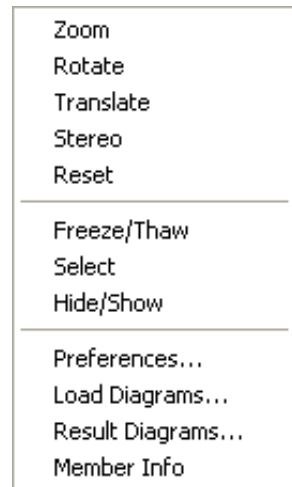 Zoom
Rotate
Translate
Stereo
Reset
Freeze/Thaw
Select
Hide/Show
Preferences...
Load Diagrams...
Result Diagrams...
Member Info